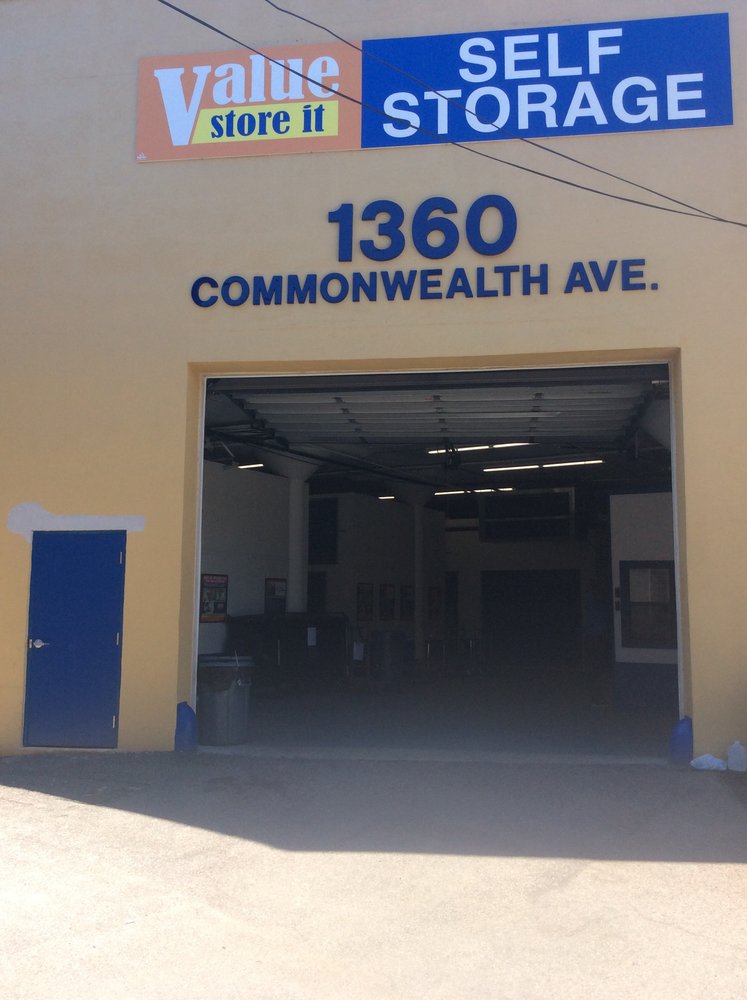 Value
store it
SELF
STORAGE
1360
COMMONWEALTH AVE.